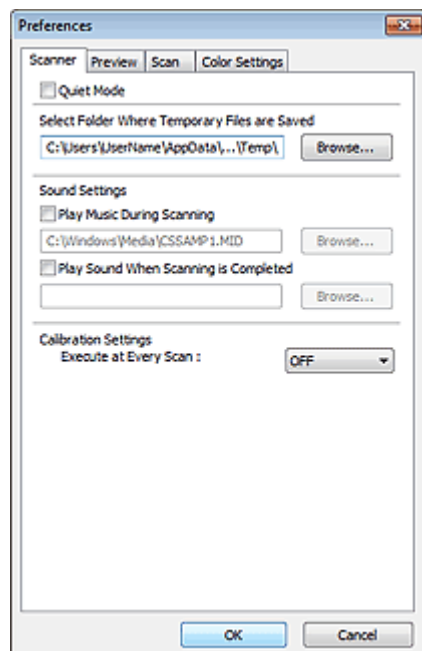 Preferences
Scanner Preview Scan Color Settings
Quiet Mode
Select Folder Where Temporary Files are Saved
C:\Users\UserName\AppData\...\Temp\ Browse...
Sound Settings
Play Music During Scanning
C:\Windows\Media\CSSAMP1.MID Browse...
Play Sound When Scanning is Completed
Browse...
Calibration Settings
Execute at Every Scan : OFF
OK Cancel